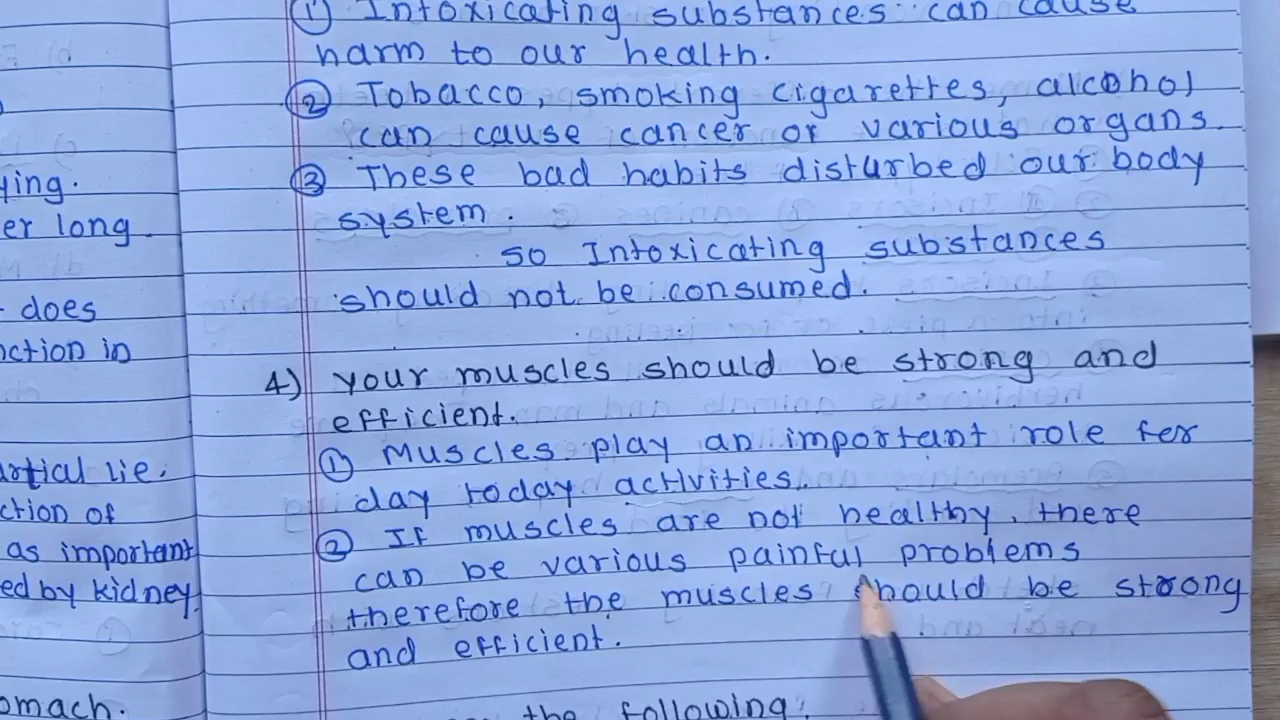 ying.
er long
does
nction in
artial lie.
ction of
as important
ed by kidney.
omach.
① Intoxicating substances can cause
harm to our health.
② Tobacco, smoking cigarettes, alcohol
can cause cancer of various organs.
③ These bad habits disturbed our body
system.
so Intoxicating substances
should not be consumed.
4) your muscles should be strong and
efficient.
① Muscles play an important role for
day today activities.
② If muscles are not healthy, there
can be various painful problems
therefore the muscles should be strong
and efficient.
the following.